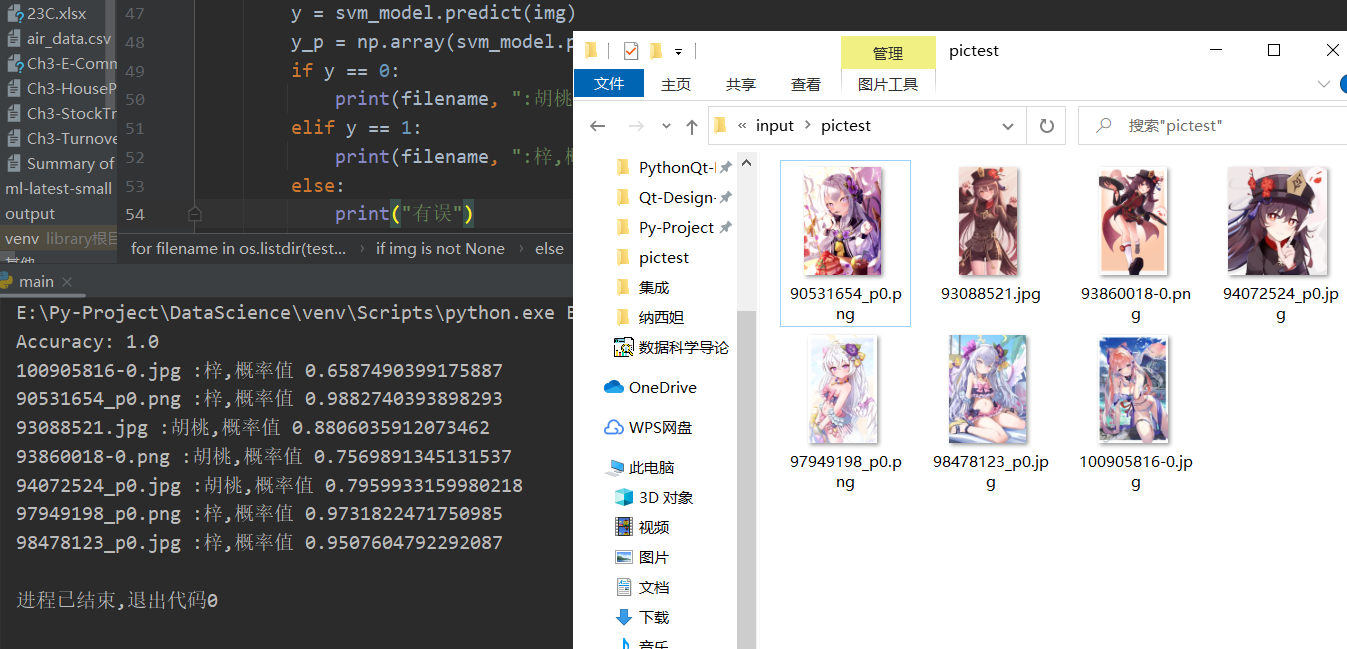 23C.xlsx
air_data.csv
Ch3-E-Comm
Ch3-HouseP
Ch3-StockTr
Ch3-Turnove
Summary of
ml-latest-small
output
venv library根目
47 y = svm_model.predict(img)
48 y_p = np.array(svm_model.p
49 if y == 0:
50 print(filename, ":胡桃
51 elif y == 1:
52 print(filename, ":梓,概
53 else:
54 print("有误")
for filename in os.listdir(test... › if img is not None › else
main
E:\Py-Project\DataScience\venv\Scripts\python.exe E
Accuracy: 1.0
100905816-0.jpg :梓,概率值 0.6587490399175887
90531654_p0.png :梓,概率值 0.9882740393898293
93088521.jpg :胡桃,概率值 0.8806035912073462
93860018-0.png :胡桃,概率值 0.7569891345131537
94072524_p0.jpg :胡桃,概率值 0.7959933159980218
97949198_p0.png :梓,概率值 0.9731822471750985
98478123_p0.jpg :梓,概率值 0.9507604792292087
进程已结束,退出代码0
管理 pictest
文件 主页 共享 查看 图片工具
« input › pictest
搜索"pictest"
PythonQt-
Qt-Design-
Py-Project
pictest
集成
纳西妲
数据科学导论
OneDrive
WPS网盘
此电脑
3D 对象
视频
图片
文档
下载
音乐
90531654_p0.p
ng
93088521.jpg
93860018-0.pn
g
94072524_p0.jp
g
97949198_p0.p
ng
98478123_p0.jp
g
100905816-0.jp
g